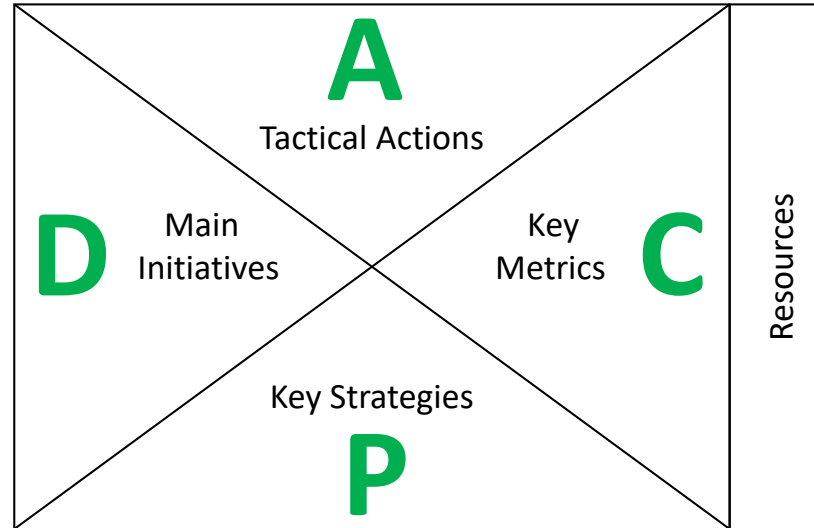 A
Tactical Actions
D
Main
Initiatives
Key
Metrics
C
Resources
Key Strategies
P